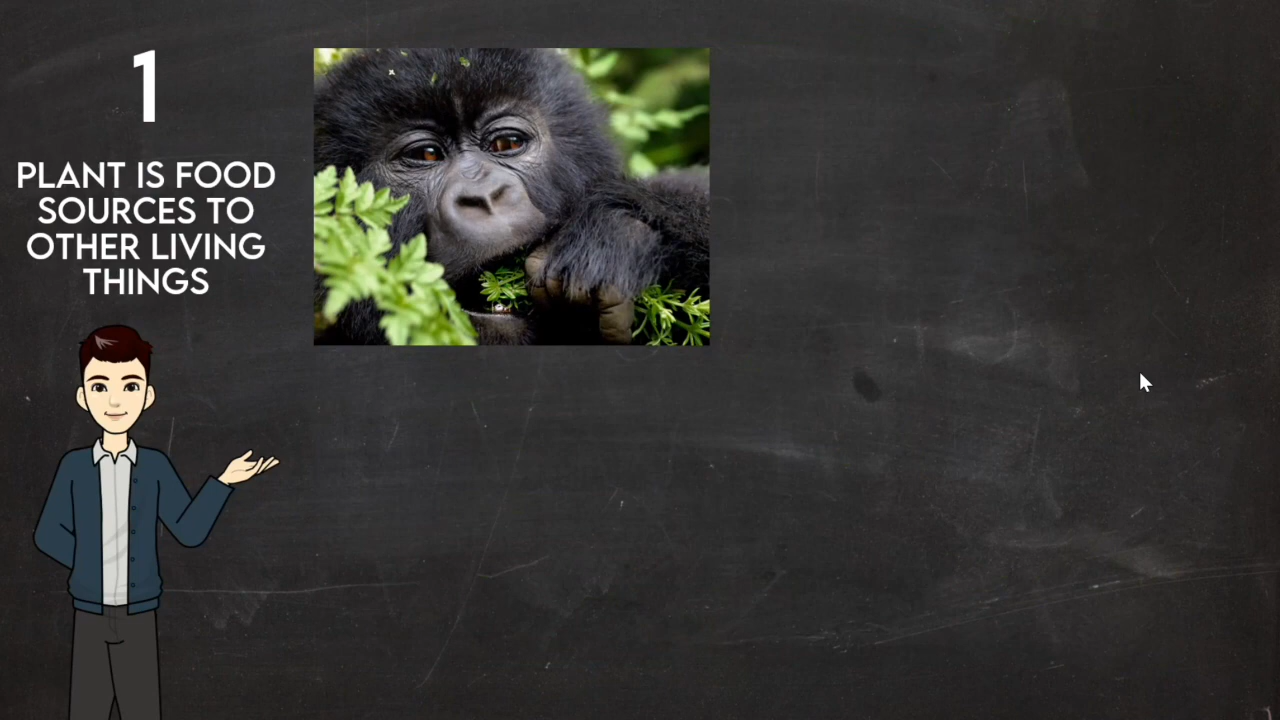 1
PLANT IS FOOD
SOURCES TO
OTHER LIVING
THINGS